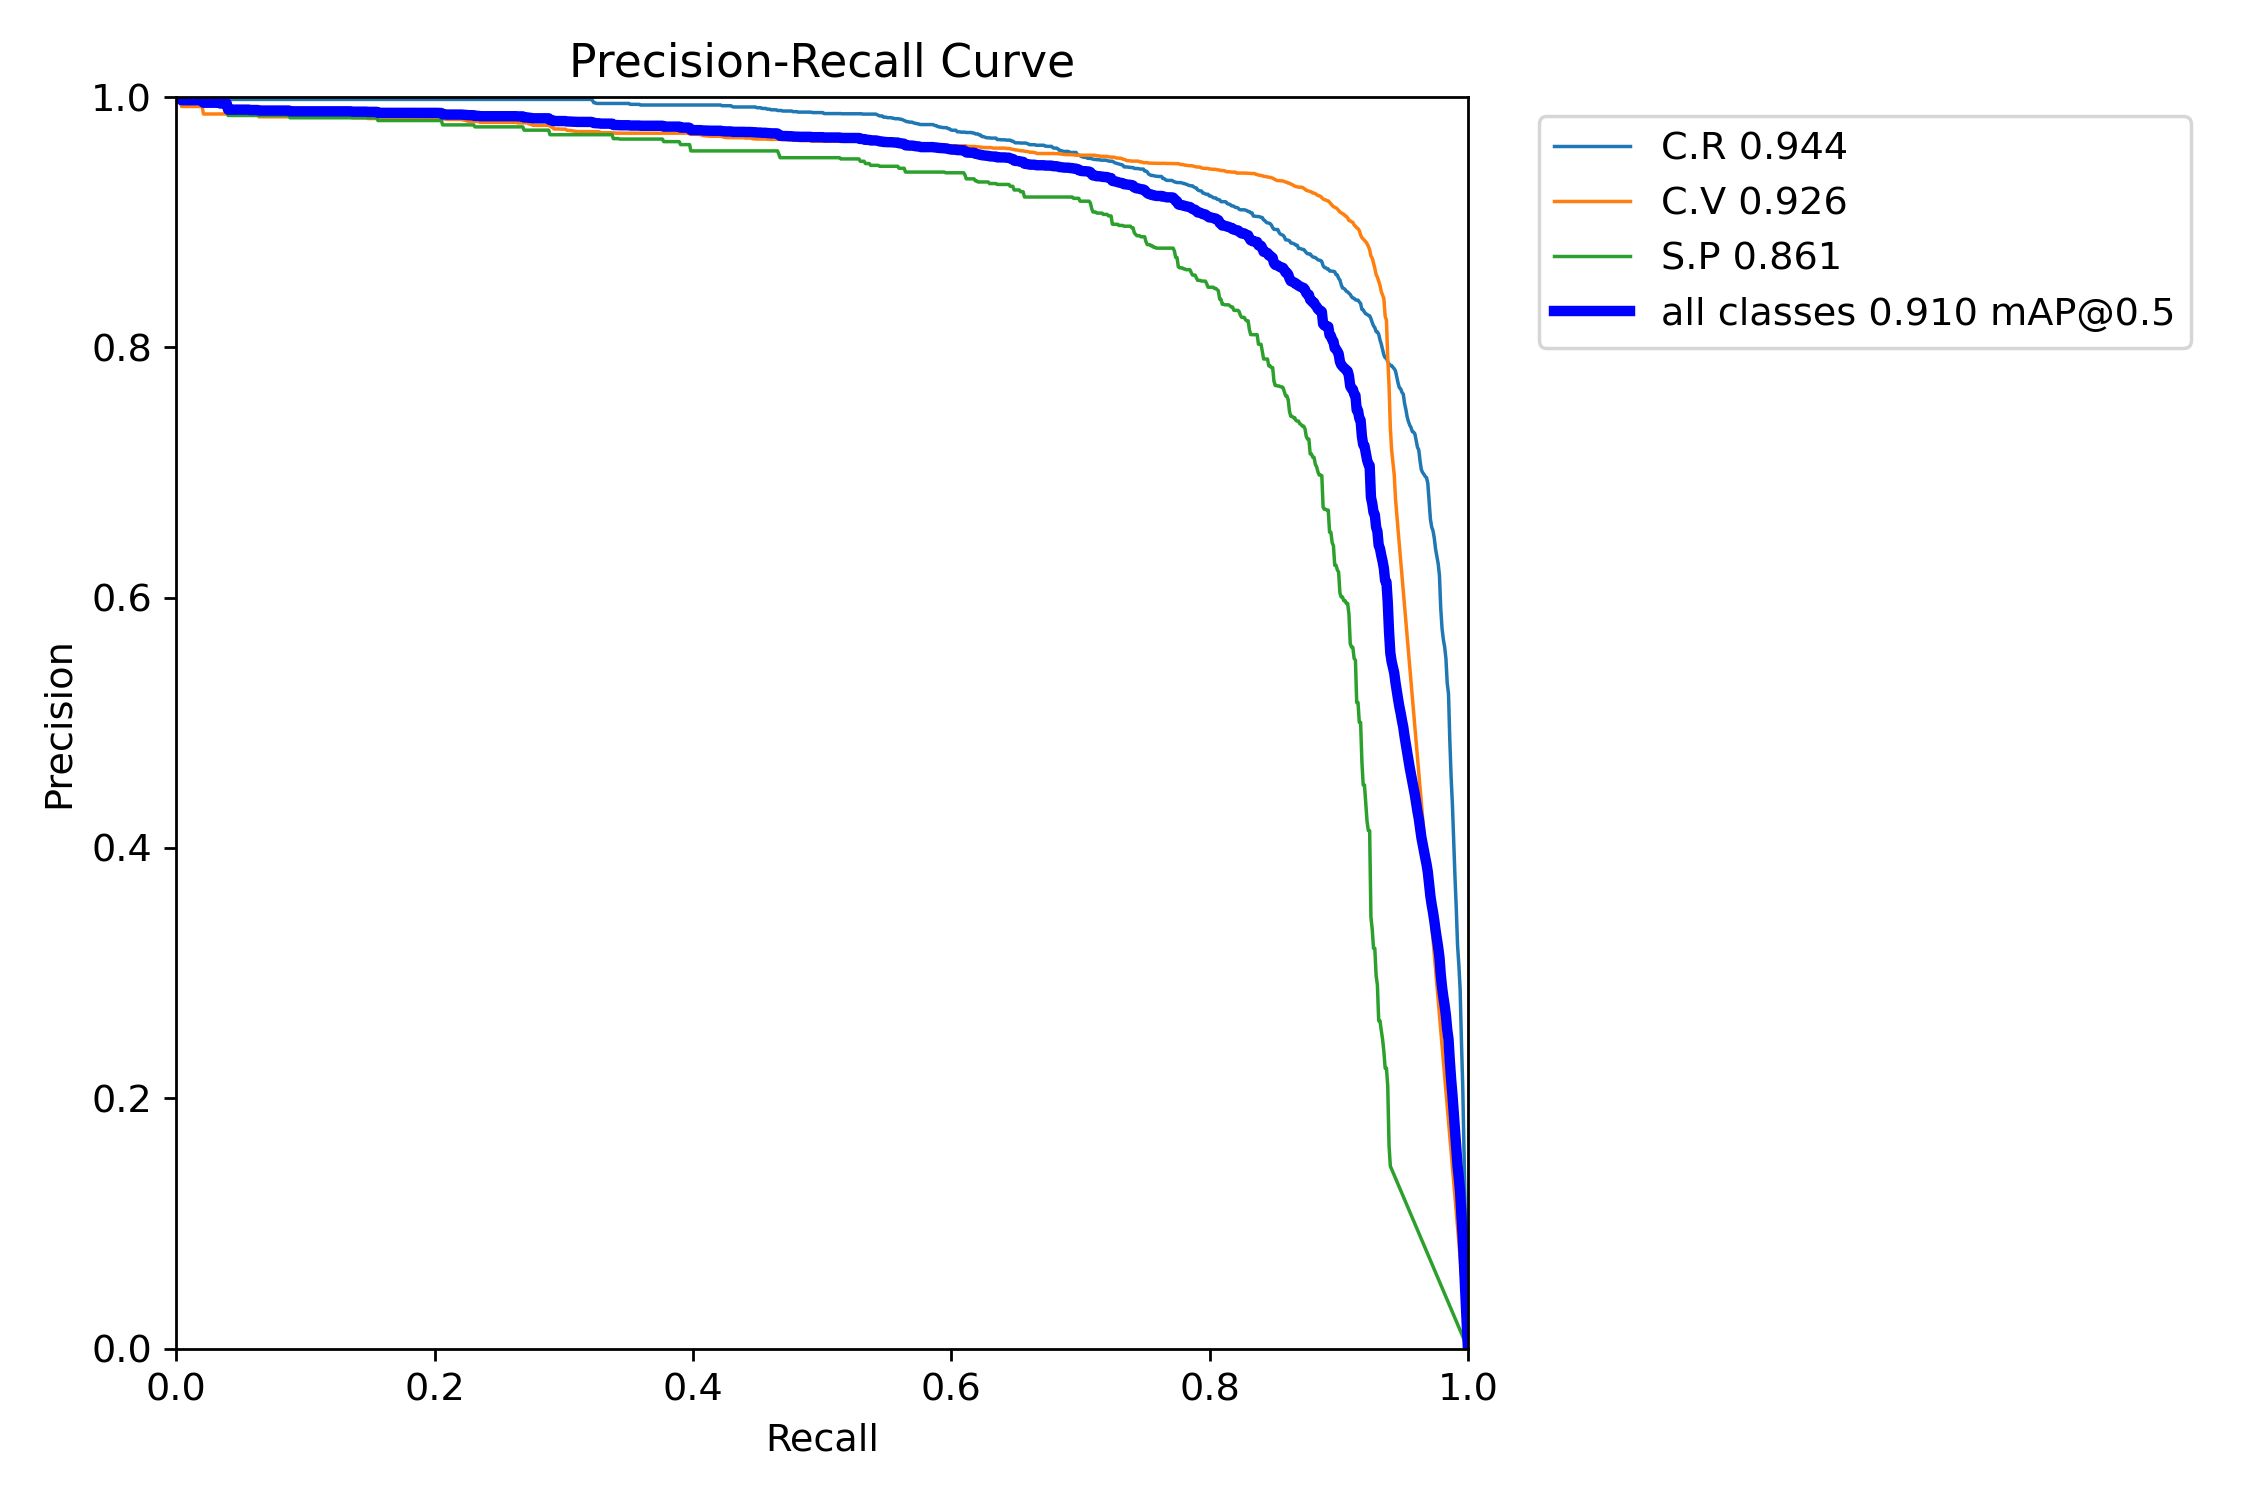 Precision-Recall Curve
1.0
0.8
0.6
0.4
0.2
0.0
Precision
0.0 0.2 0.4 0.6 0.8 1.0
Recall
C.R 0.944
C.V 0.926
S.P 0.861
all classes 0.910 mAP@0.5